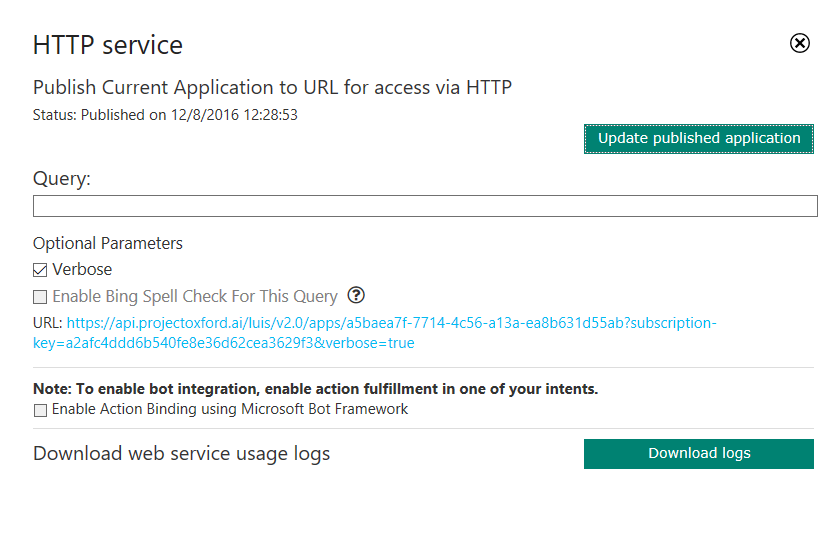 HTTP service
Publish Current Application to URL for access via HTTP
Status: Published on 12/8/2016 12:28:53
Update published application
Query:
Optional Parameters
Verbose
Enable Bing Spell Check For This Query ?
URL: https://api.projectoxford.ai/luis/v2.0/apps/a5baea7f-7714-4c56-a13a-ea8b631d55ab?subscription-
key=a2afc4ddd6b540fe8e36d62cea3629f3&verbose=true
Note: To enable bot integration, enable action fulfillment in one of your intents.
Enable Action Binding using Microsoft Bot Framework
Download web service usage logs
Download logs